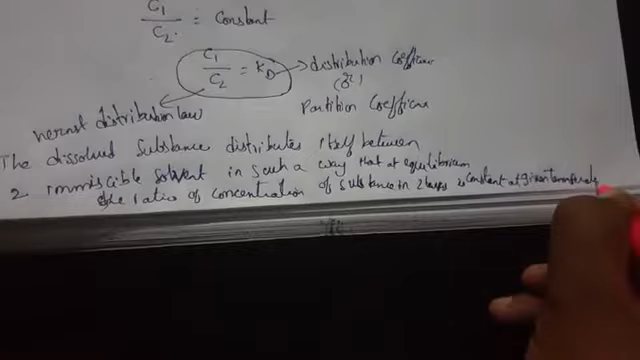 C1/C2 = Constant
C1/C2 = KD → distribution Coefficient
(or)
Partition Coefficient
nernst distribution law
The dissolved substance distributes itself between
2 immiscible solvent in such a way that at equilibrium
the ratio of concentration of substance in 2 layers is constant at given temperature